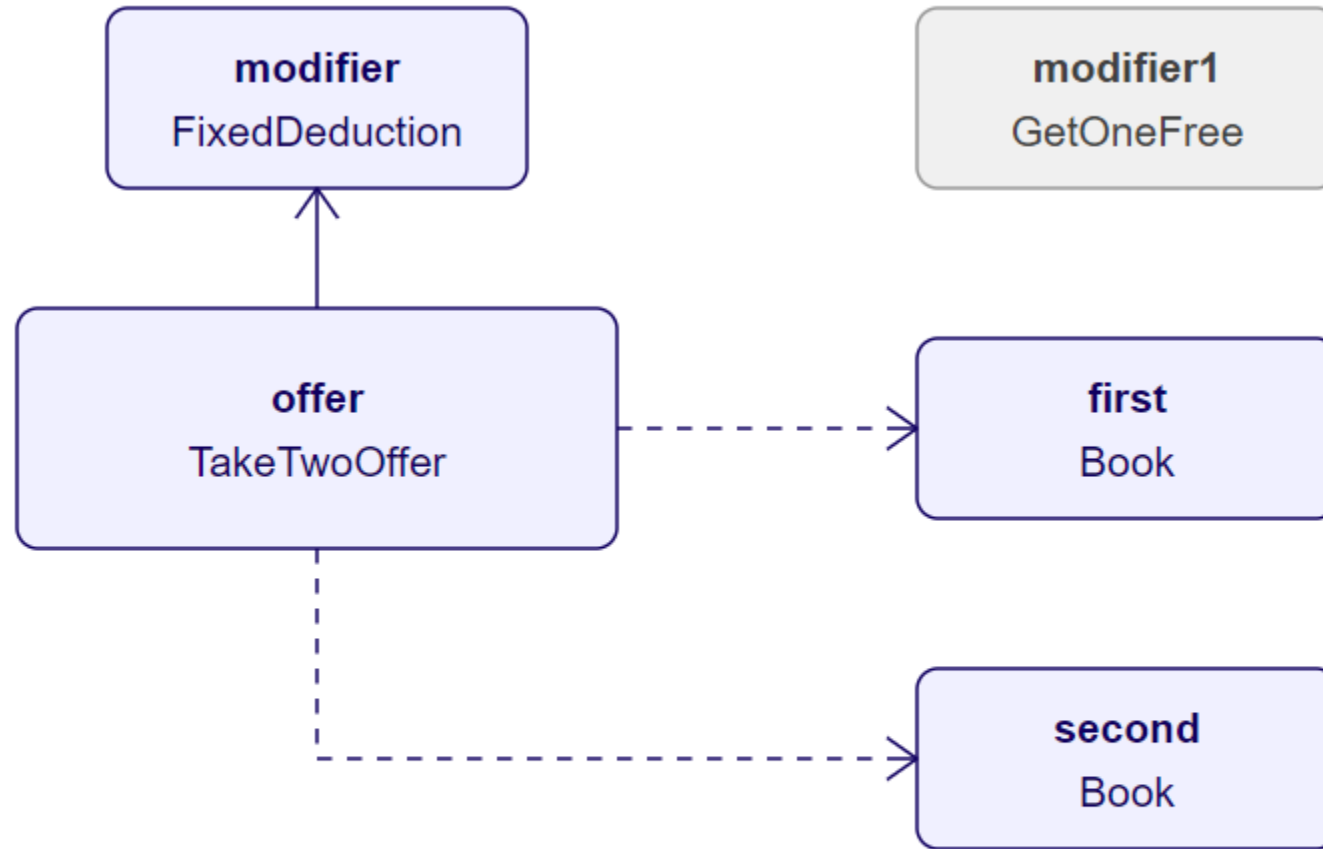 modifier
FixedDeduction
modifier1
GetOneFree
offer
TakeTwoOffer
first
Book
second
Book